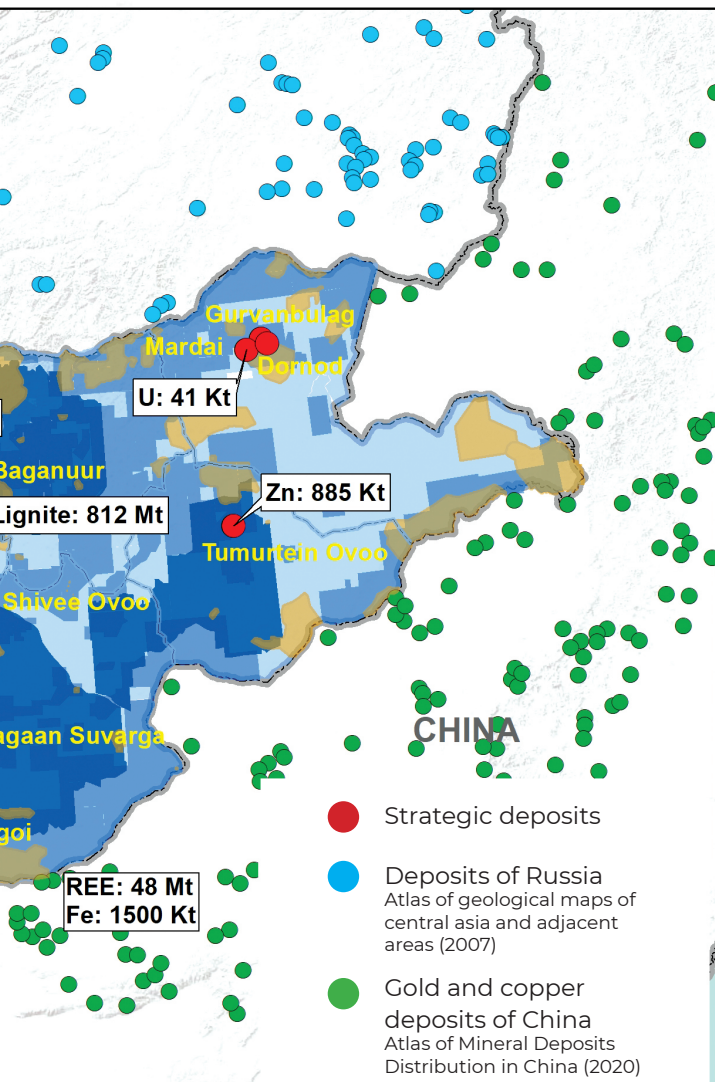 Gurvanbulag
Mardai
Dornod
U: 41 Kt
Baganuur
Zn: 885 Kt
Lignite: 812 Mt
Tumurtein Ovoo
Shivee Ovoo
CHINA
agaan Suvarga
goi
REE: 48 Mt
Fe: 1500 Kt
Strategic deposits
Deposits of Russia
Atlas of geological maps of
central asia and adjacent
areas (2007)
Gold and copper
deposits of China
Atlas of Mineral Deposits
Distribution in China (2020)